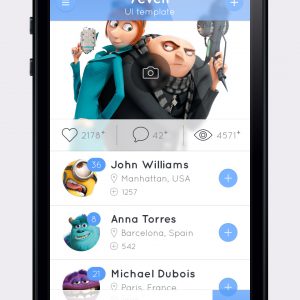 UI template
2178+
42+
4571+
36
John Williams
Manhattan, USA
1257
8
Anna Torres
Barcelona, Spain
542
21
Michael Dubois
Paris, France